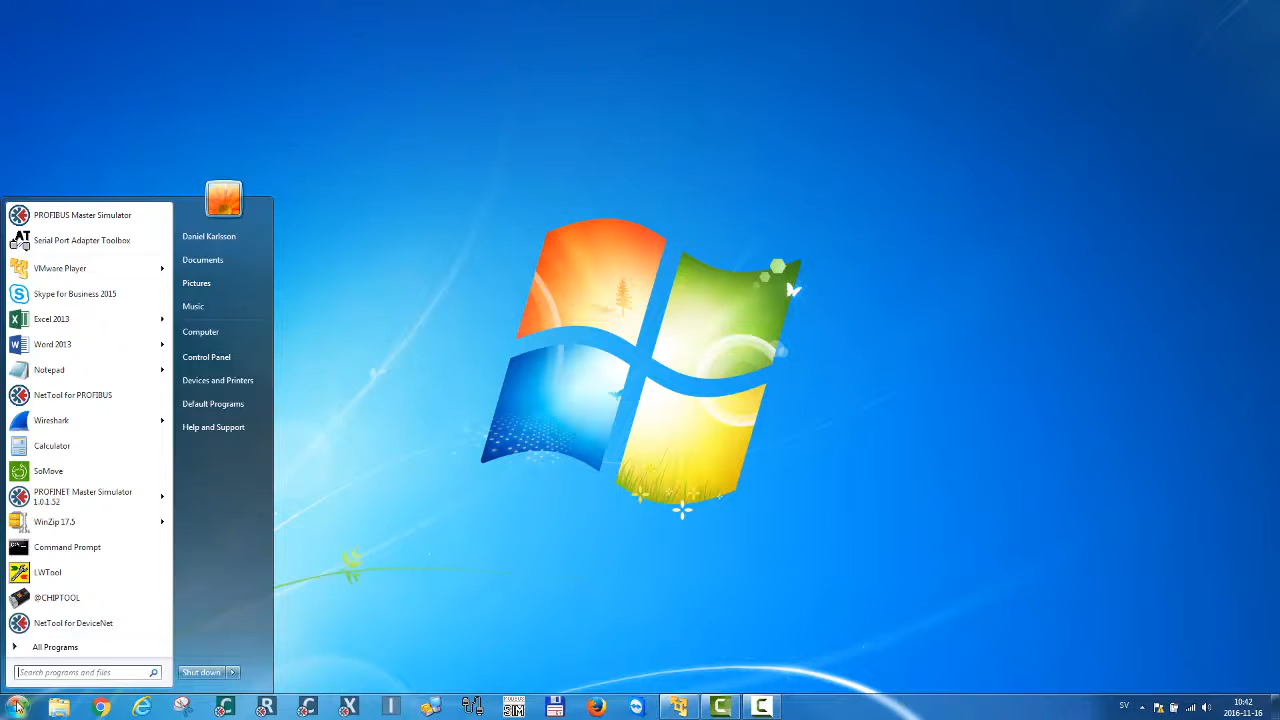 PROFIBUS Master Simulator
Serial Port Adapter Toolbox
VMware Player
Skype for Business 2015
Excel 2013
Word 2013
Notepad
NetTool for PROFIBUS
Wireshark
Calculator
SoMove
PROFINET Master Simulator
1.0.1.52
WinZip 17.5
Command Prompt
LWTool
@CHIPTOOL
NetTool for DeviceNet
All Programs
Search programs and files
Daniel Karlsson
Documents
Pictures
Music
Computer
Control Panel
Devices and Printers
Default Programs
Help and Support
Shut down
SV
10:42
2016-11-16